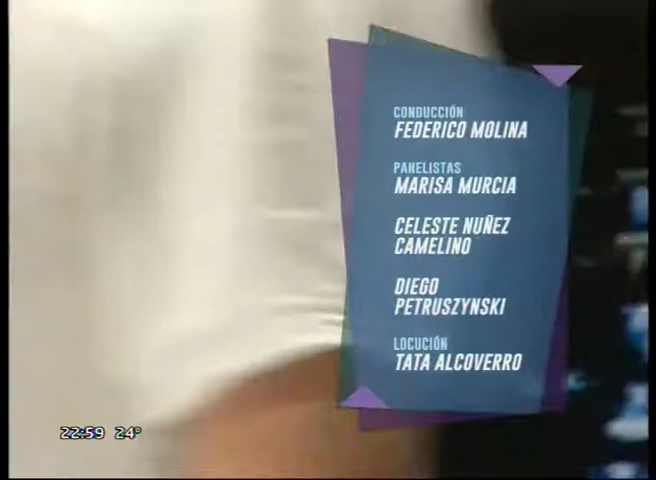 CONDUCCIÓN
FEDERICO MOLINA
PANELISTAS
MARISA MURCIA
CELESTE NUÑEZ
CAMELINO
DIEGO
PETRUSZYNSKI
LOCUCIÓN
TATA ALCOVERRO
22:59 24°